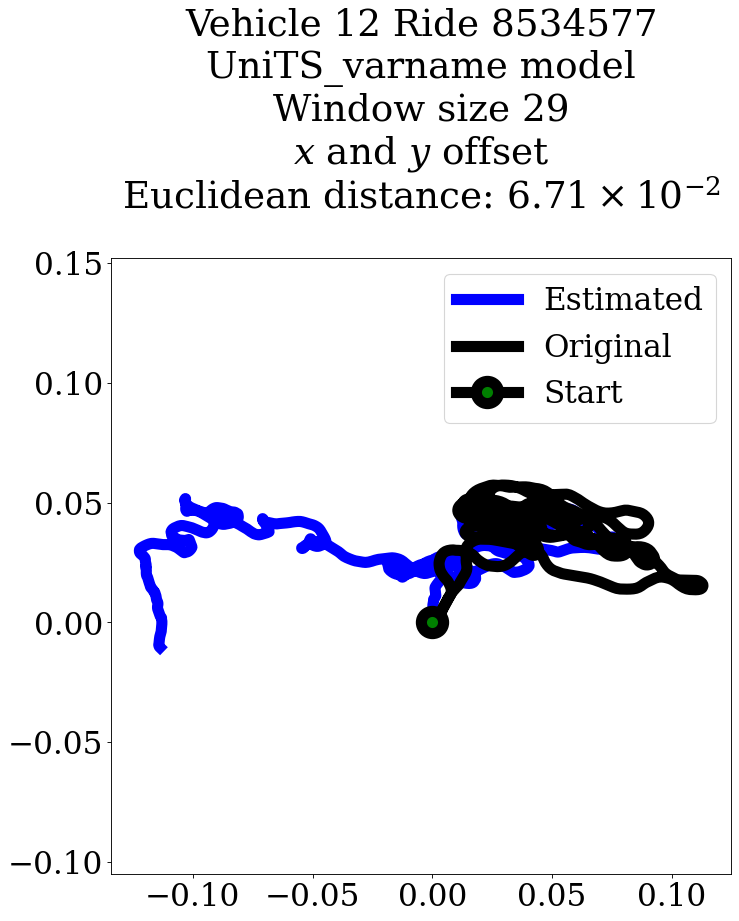 Vehicle 12 Ride 8534577
UniTS_varname model
Window size 29
x and y offset
Euclidean distance: 6.71 × 10⁻²
Estimated
Original
Start
0.15
0.10
0.05
0.00
−0.05
−0.10
−0.10 −0.05 0.00 0.05 0.10